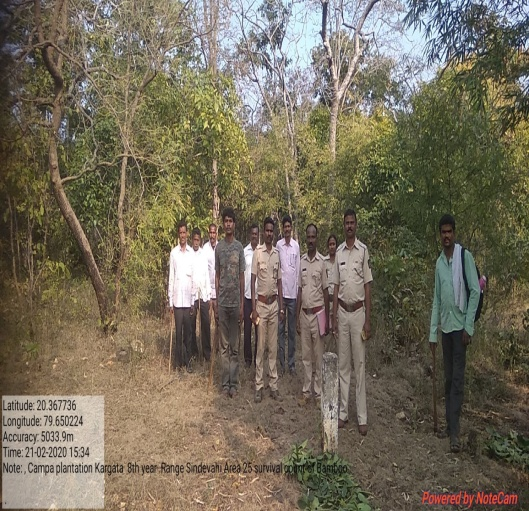 Latitude: 20.367736
Longitude: 79.650224
Accuracy: 5033.9m
Time: 21-02-2020 15:34
Note: , Campa plantation Kargata 8th year .Range Sindevahi Area 25 survival count of Bamboo
Powered by NoteCam